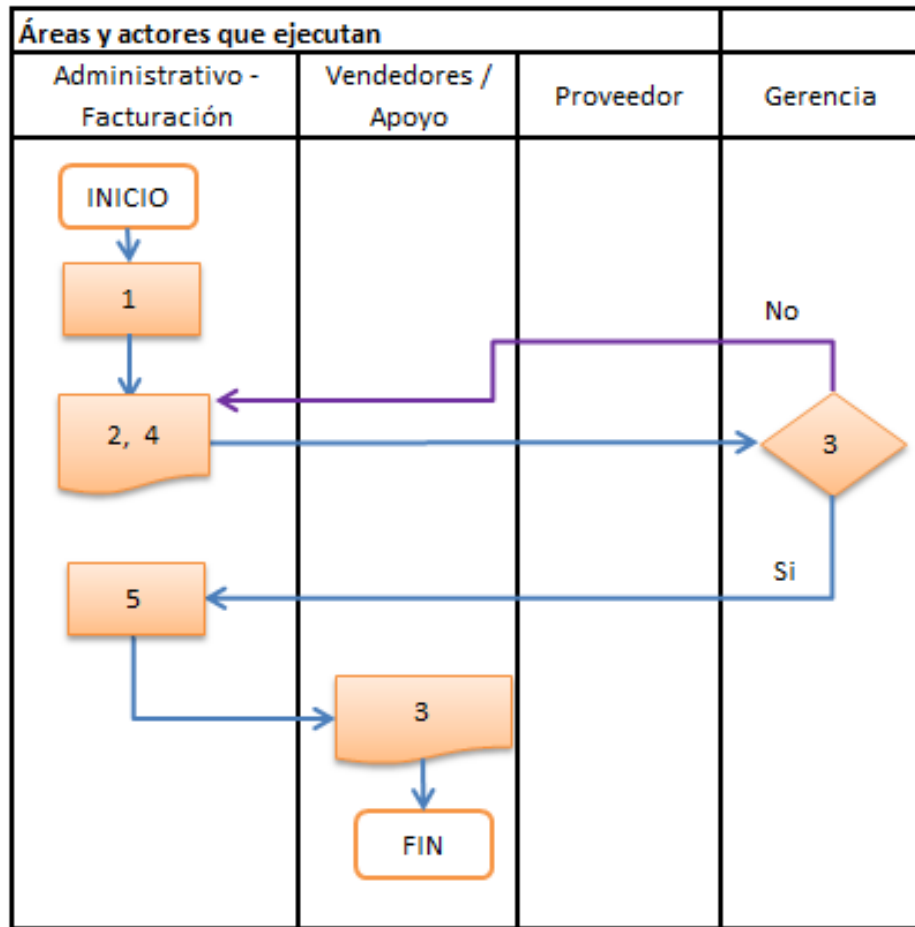 Áreas y actores que ejecutan
Administrativo -
Facturación
Vendedores /
Apoyo
Proveedor
Gerencia
INICIO
1
No
2, 4
3
Si
5
3
FIN